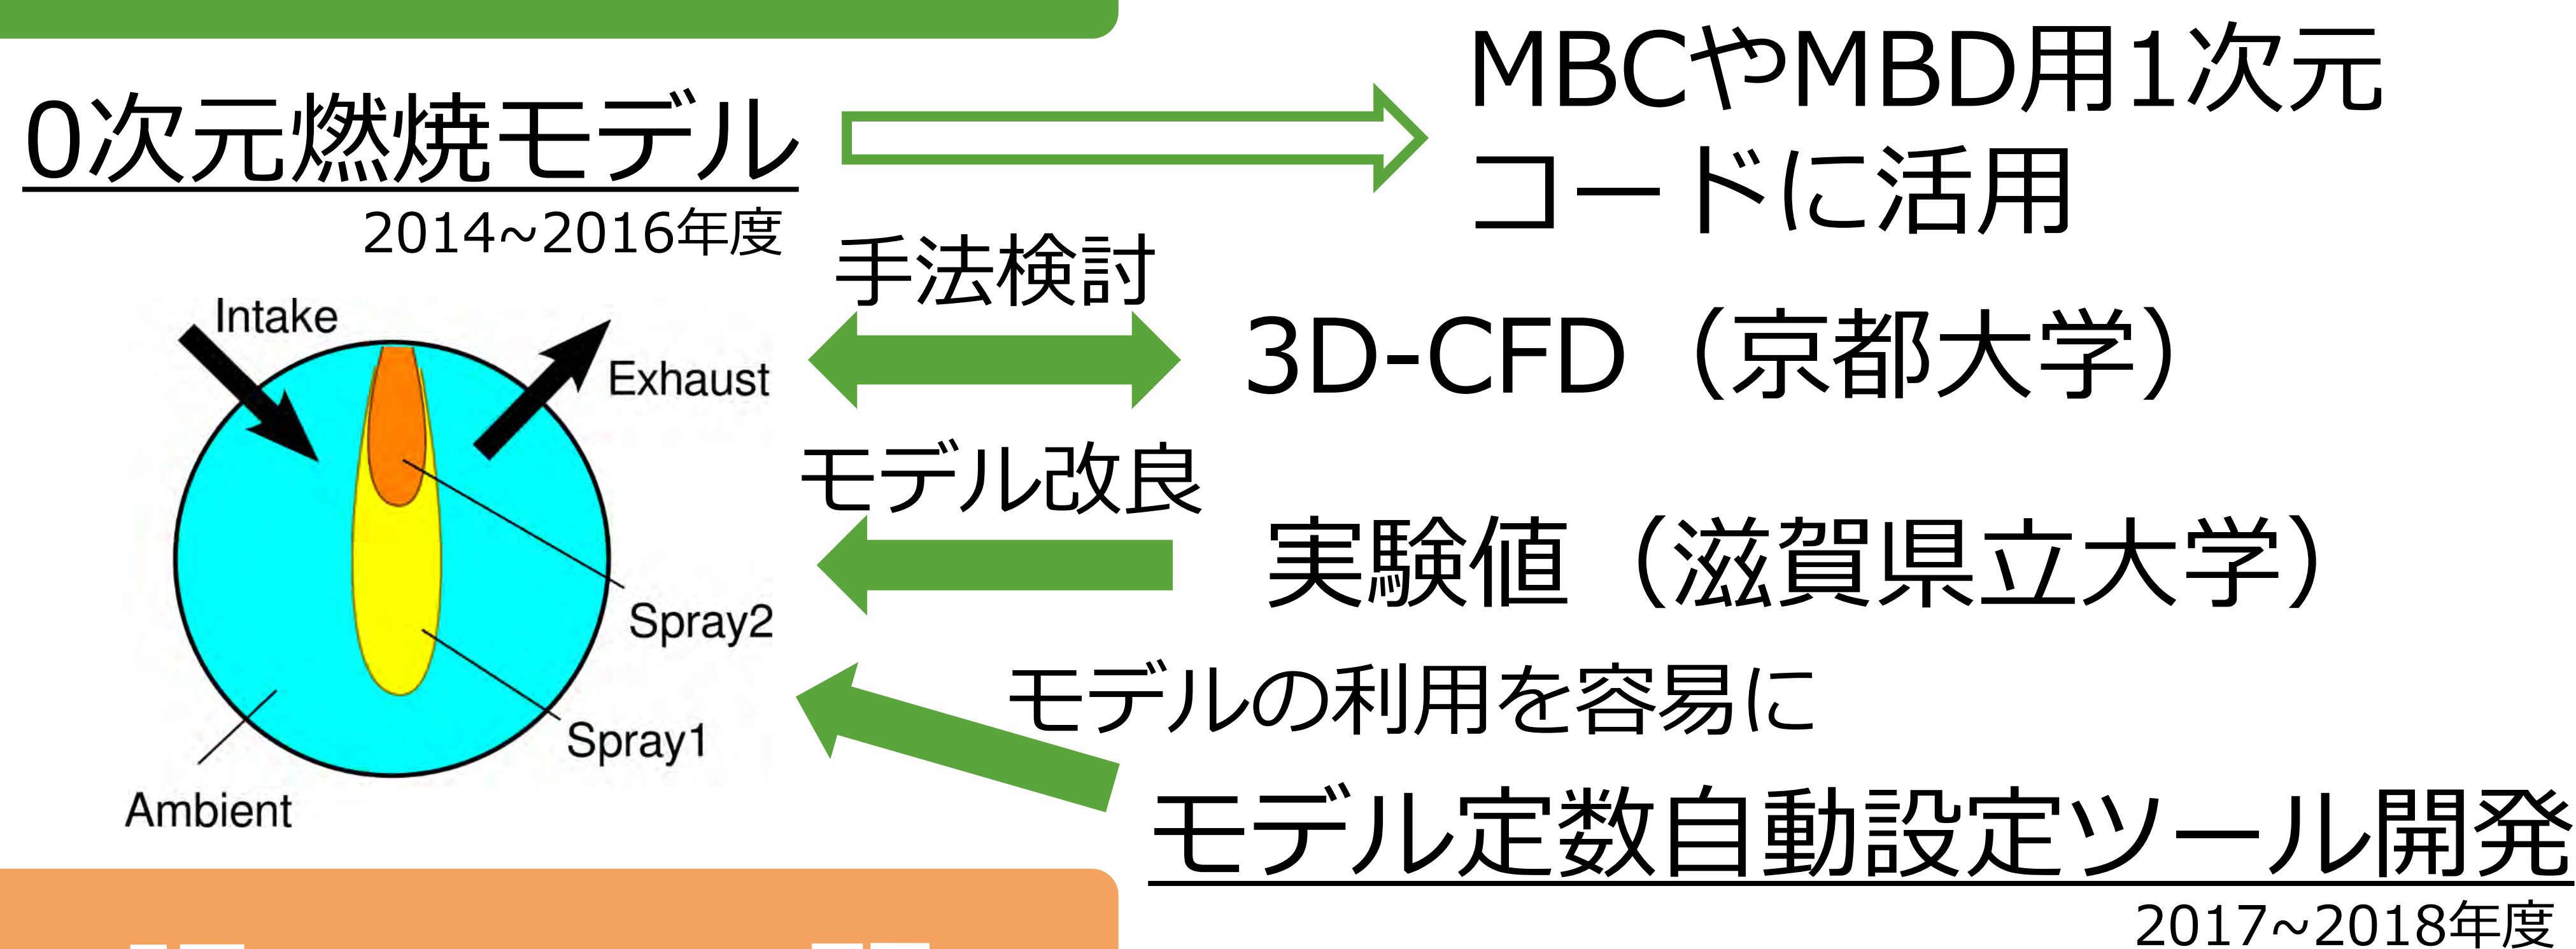 0次元燃焼モデル
2014~2016年度
MBCやMBD用1次元
コードに活用
手法検討
3D-CFD（京都大学）
モデル改良
実験値（滋賀県立大学）
モデルの利用を容易に
モデル定数自動設定ツール開発
2017~2018年度
Intake
Exhaust
Spray2
Spray1
Ambient